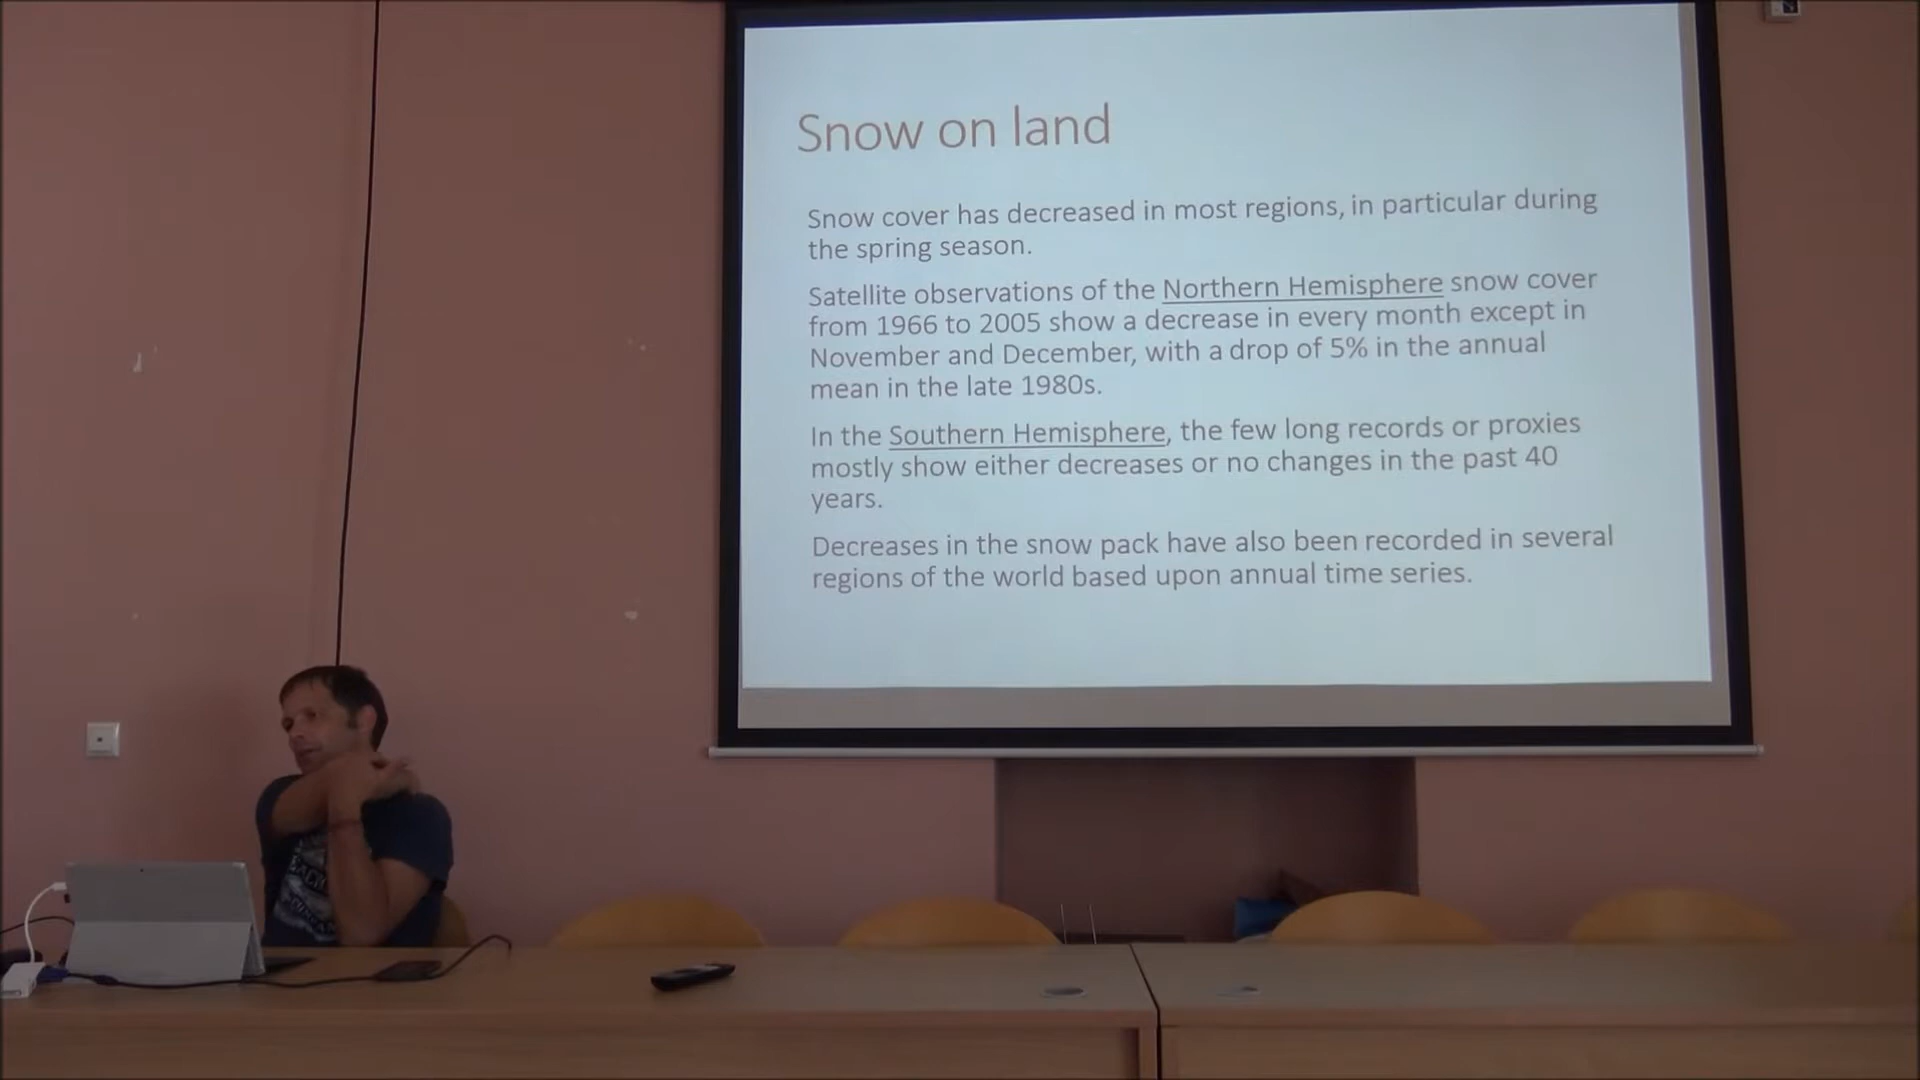 Snow on land
Snow cover has decreased in most regions, in particular during
the spring season.
Satellite observations of the Northern Hemisphere snow cover
from 1966 to 2005 show a decrease in every month except in
November and December, with a drop of 5% in the annual
mean in the late 1980s.
In the Southern Hemisphere, the few long records or proxies
mostly show either decreases or no changes in the past 40
years.
Decreases in the snow pack have also been recorded in several
regions of the world based upon annual time series.